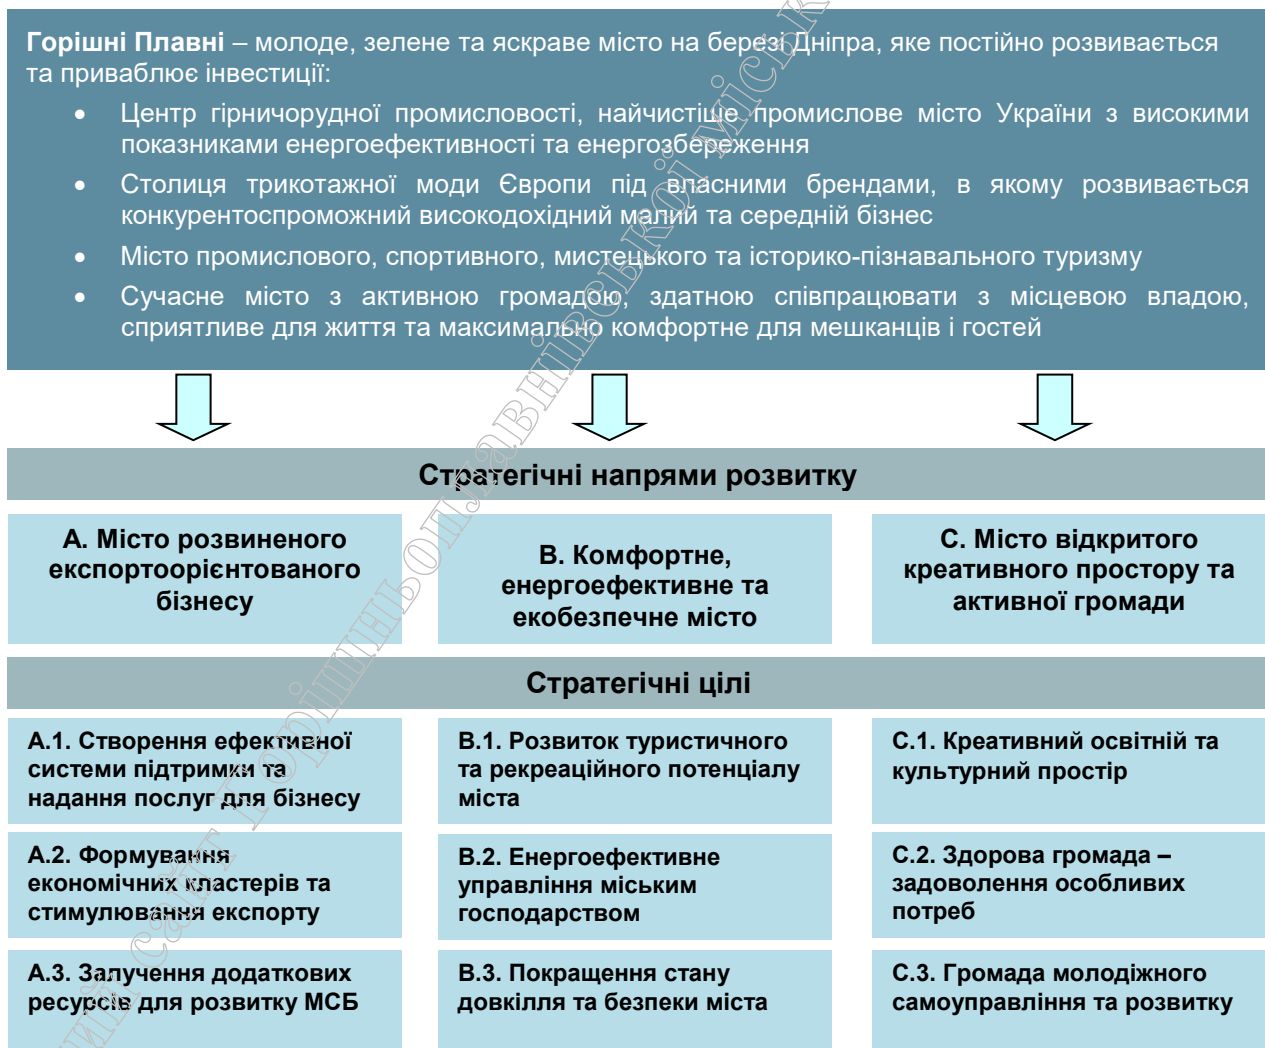 Горішні Плавні – молоде, зелене та яскраве місто на березі Дніпра, яке постійно розвивається
та приваблює інвестиції:
• Центр гірничорудної промисловості, найчистіше промислове місто України з високими
показниками енергоефективності та енергозбереження
• Столиця трикотажної моди Європи під власними брендами, в якому розвивається
конкурентоспроможний високодохідний малий та середній бізнес
• Місто промислового, спортивного, мистецького та історико-пізнавального туризму
• Сучасне місто з активною громадою, здатною співпрацювати з місцевою владою,
сприятливе для життя та максимально комфортне для мешканців і гостей
Стратегічні напрями розвитку
А. Місто розвиненого
експортоорієнтованого
бізнесу
В. Комфортне,
енергоефективне та
екобезпечне місто
С. Місто відкритого
креативного простору та
активної громади
Стратегічні цілі
А.1. Створення ефективної
системи підтримки та
надання послуг для бізнесу
В.1. Розвиток туристичного
та рекреаційного потенціалу
міста
С.1. Креативний освітній та
культурний простір
А.2. Формування
економічних кластерів та
стимулювання експорту
В.2. Енергоефективне
управління міським
господарством
С.2. Здорова громада –
задоволення особливих
потреб
А.3. Залучення додаткових
ресурсів для розвитку МСБ
В.3. Покращення стану
довкілля та безпеки міста
С.3. Громада молодіжного
самоуправління та розвитку
сайт Горішньоплавнівської